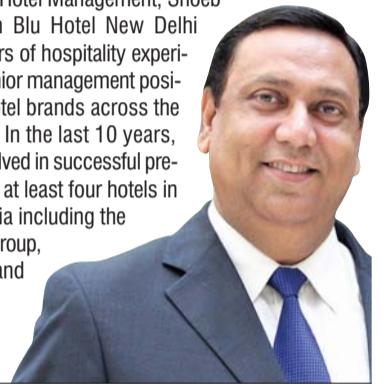 Hotel Management, Shoeb
Blu Hotel New Delhi
rs of hospitality experi-
nior management posi-
otel brands across the
In the last 10 years,
lved in successful pre-
at least four hotels in
ia including the
roup,
and